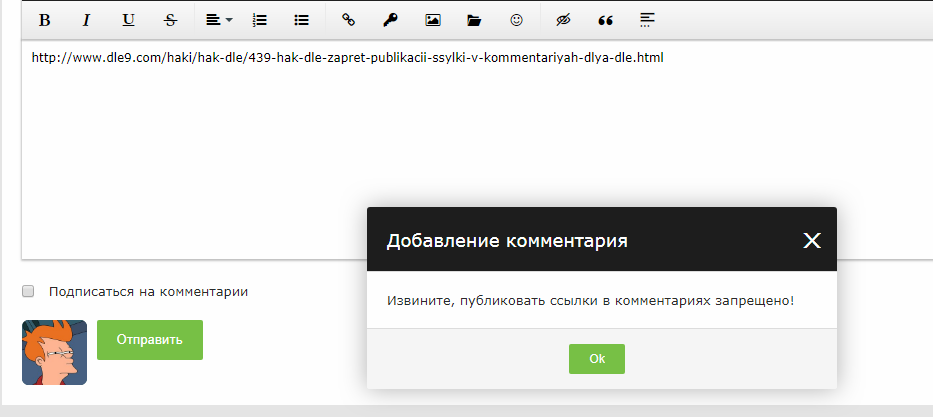 B I U S
http://www.dle9.com/haki/hak-dle/439-hak-dle-zapret-publikacii-ssylki-v-kommentariyah-dlya-dle.html
Добавление комментария X
Извините, публиковать ссылки в комментариях запрещено!
Ok
Подписаться на комментарии
Отправить